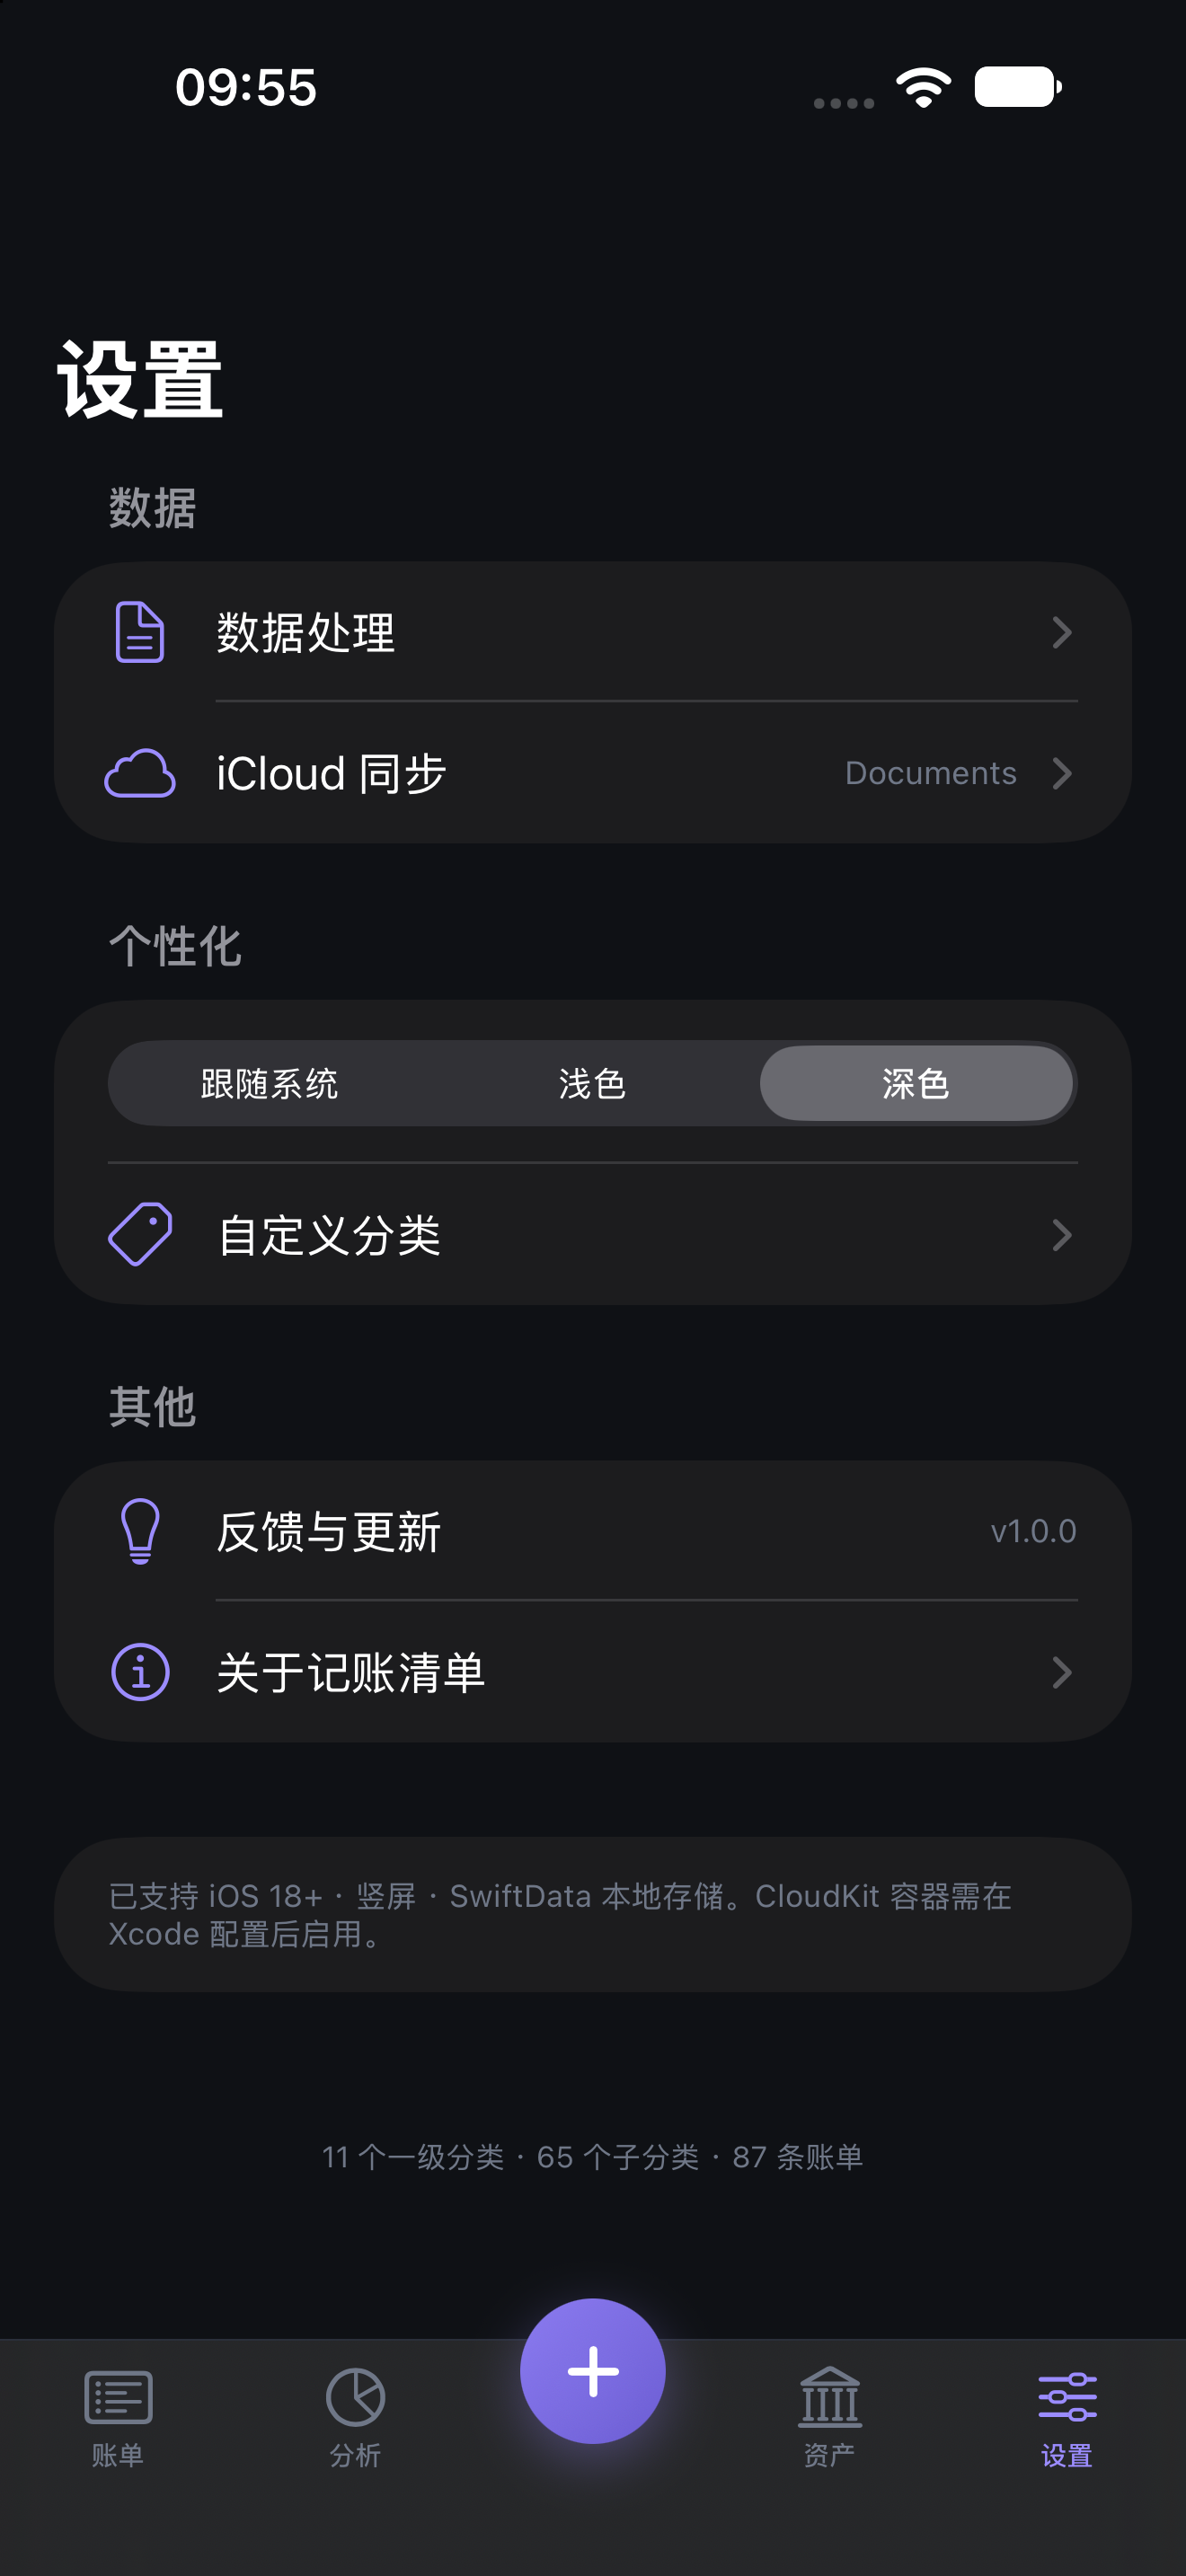 09:55
设置
数据
数据处理
iCloud 同步
Documents
个性化
跟随系统
浅色
深色
自定义分类
其他
反馈与更新
v1.0.0
关于记账清单
已支持 iOS 18+ · 竖屏 · SwiftData 本地存储。CloudKit 容器需在
Xcode 配置后启用。
11 个一级分类 · 65 个子分类 · 87 条账单
账单
分析
资产
设置